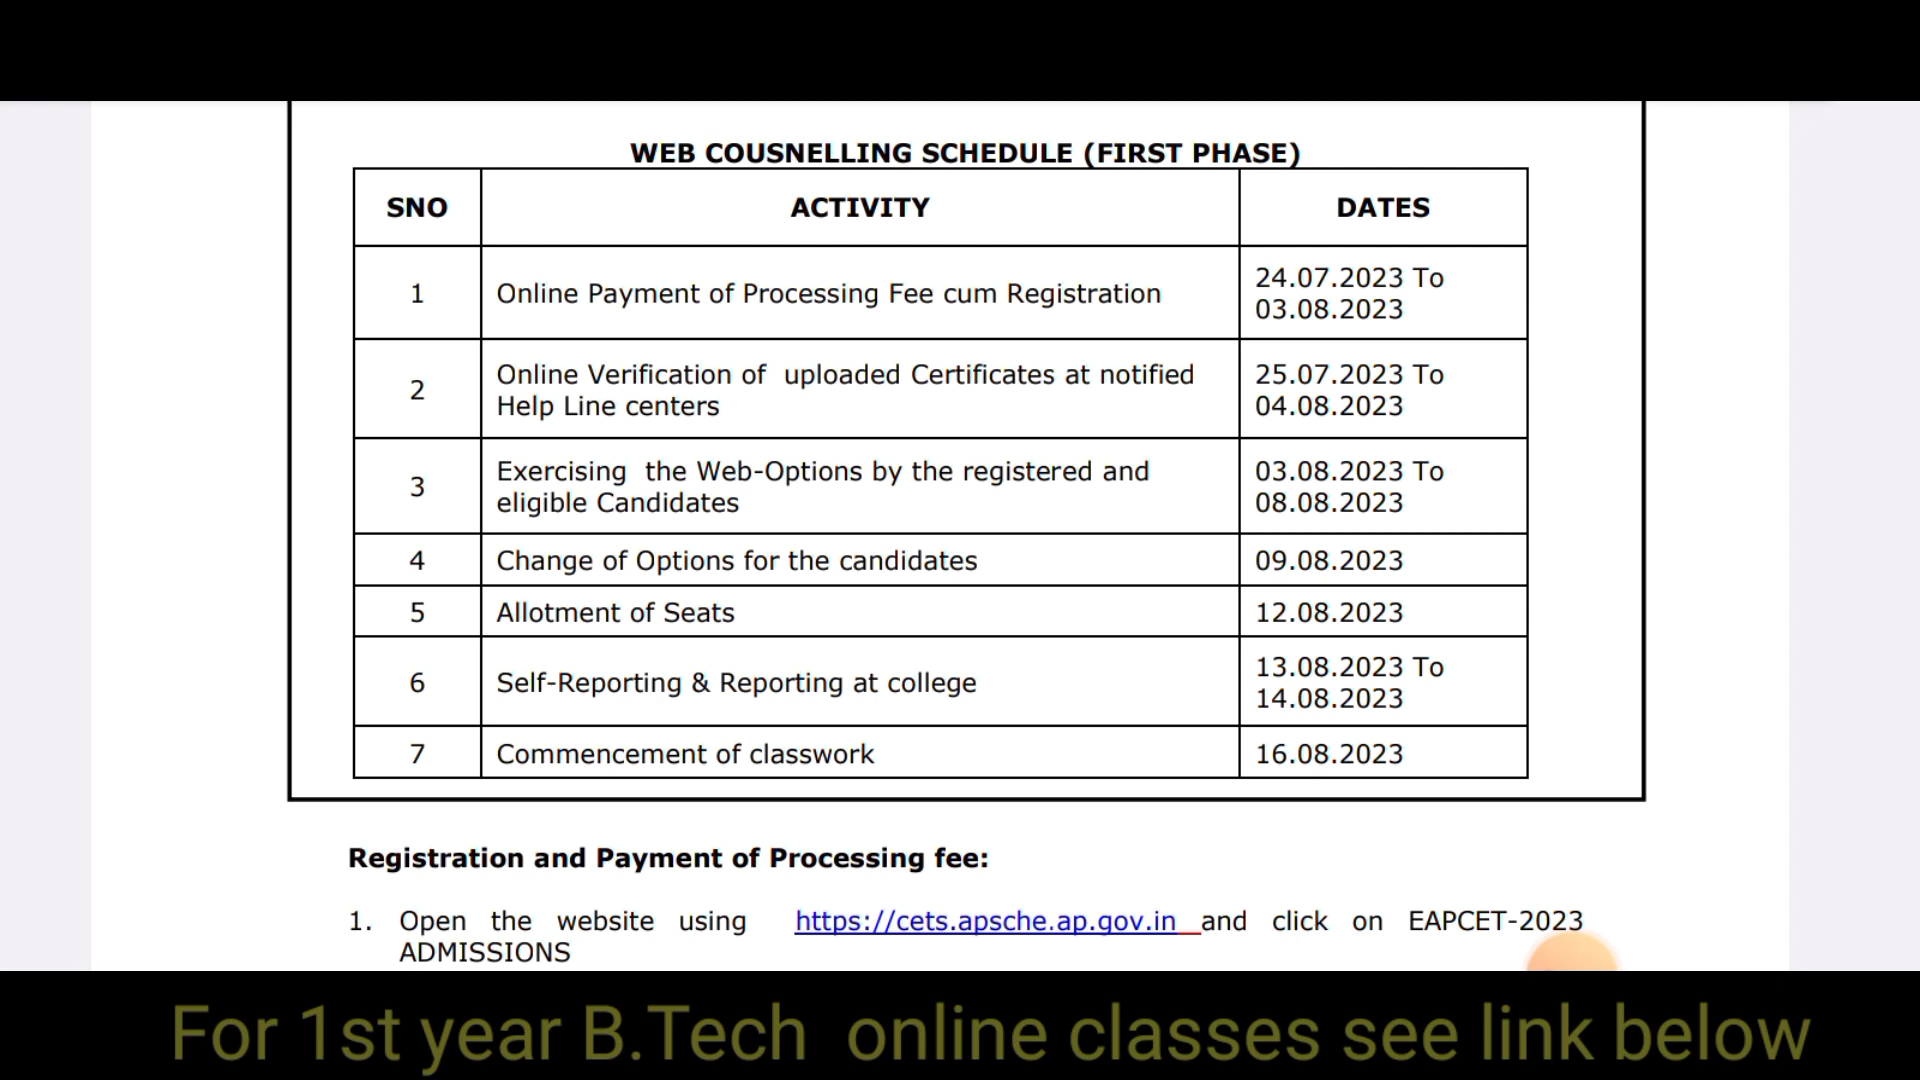 WEB COUSNELLING SCHEDULE (FIRST PHASE)
SNO ACTIVITY DATES
1 Online Payment of Processing Fee cum Registration 24.07.2023 To
03.08.2023
2 Online Verification of uploaded Certificates at notified 25.07.2023 To
Help Line centers 04.08.2023
3 Exercising the Web-Options by the registered and 03.08.2023 To
eligible Candidates 08.08.2023
4 Change of Options for the candidates 09.08.2023
5 Allotment of Seats 12.08.2023
6 Self-Reporting & Reporting at college 13.08.2023 To
14.08.2023
7 Commencement of classwork 16.08.2023
Registration and Payment of Processing fee:
1. Open the website using https://cets.apsche.ap.gov.in and click on EAPCET-2023
ADMISSIONS
For 1st year B.Tech online classes see link below